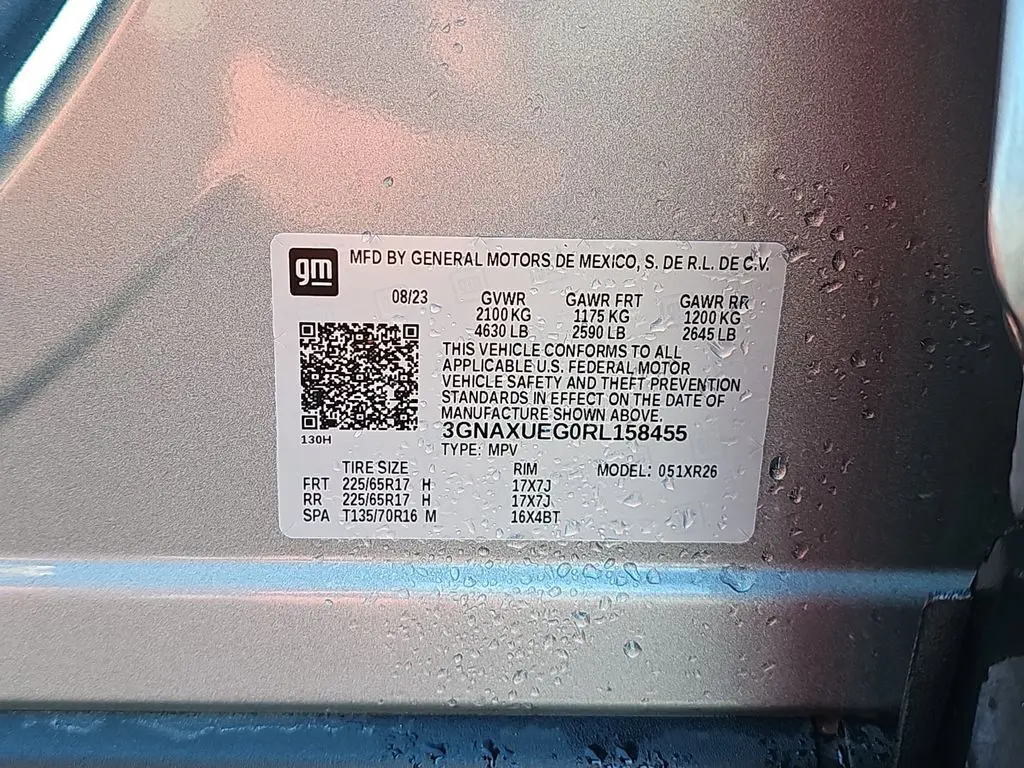 gm MFD BY GENERAL MOTORS DE MEXICO, S. DE R.L. DE C.V.
08/23 GVWR GAWR FRT GAWR RR
2100 KG 1175 KG 1200 KG
4630 LB 2590 LB 2645 LB
THIS VEHICLE CONFORMS TO ALL
APPLICABLE U.S. FEDERAL MOTOR
VEHICLE SAFETY AND THEFT PREVENTION
STANDARDS IN EFFECT ON THE DATE OF
MANUFACTURE SHOWN ABOVE.
3GNAXUEG0RL158455
130H
TYPE: MPV
TIRE SIZE RIM MODEL: 051XR26
FRT 225/65R17 H 17X7J
RR 225/65R17 H 17X7J
SPA T135/70R16 M 16X4BT